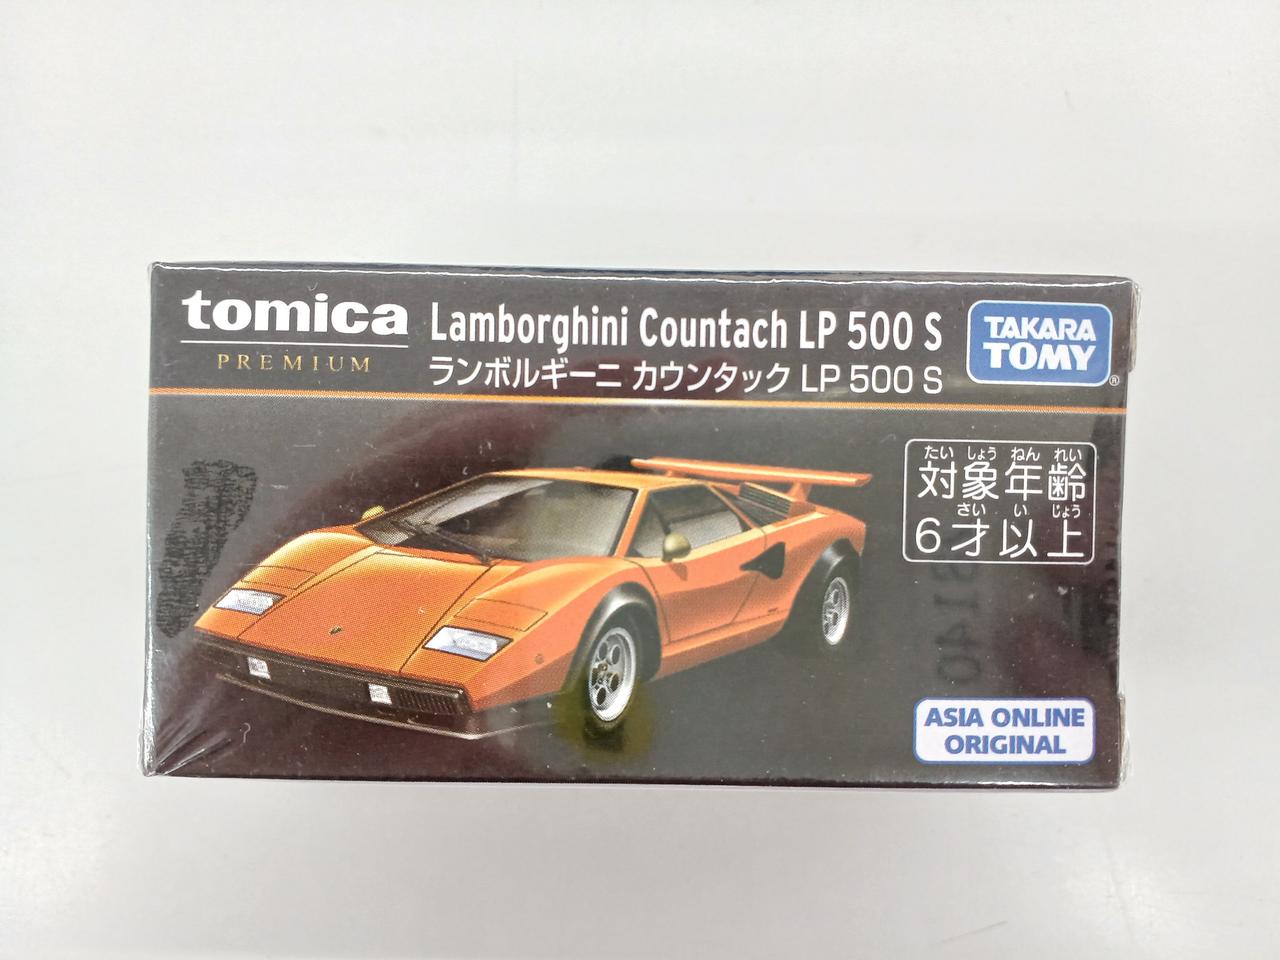 tomica
PREMIUM
Lamborghini Countach LP 500 S
ランボルギーニ カウンタック LP 500 S
TAKARA
TOMY®
たい しょう ねん れい
対象年齢
さい い じょう
6才以上
ASIA ONLINE
ORIGINAL